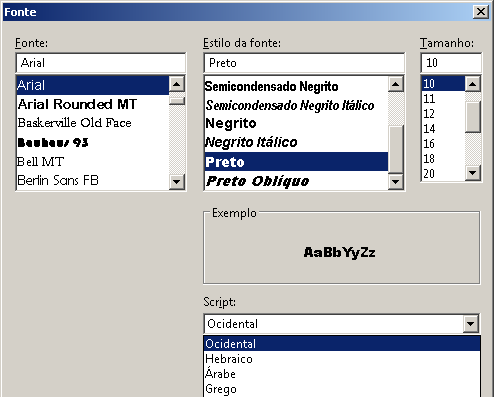 Fonte
Fonte:
Arial
Arial
Arial Rounded MT
Baskerville Old Face
Bauhaus 93
Bell MT
Berlin Sans FB
Estilo da fonte:
Preto
Semicondensado Negrito
Semicondensado Negrito Itálico
Negrito
Negrito Itálico
Preto
Preto Oblíquo
Tamanho:
10
10
11
12
14
16
18
20
Exemplo
AaBbYyZz
Script:
Ocidental
Ocidental
Hebraico
Árabe
Grego